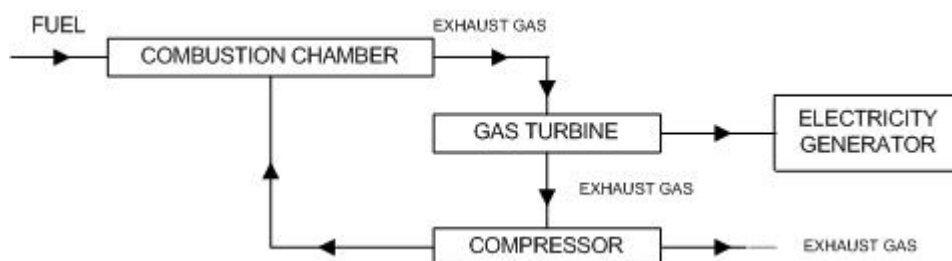 FUEL
EXHAUST GAS
COMBUSTION CHAMBER
GAS TURBINE
ELECTRICITY
GENERATOR
EXHAUST GAS
COMPRESSOR
EXHAUST GAS